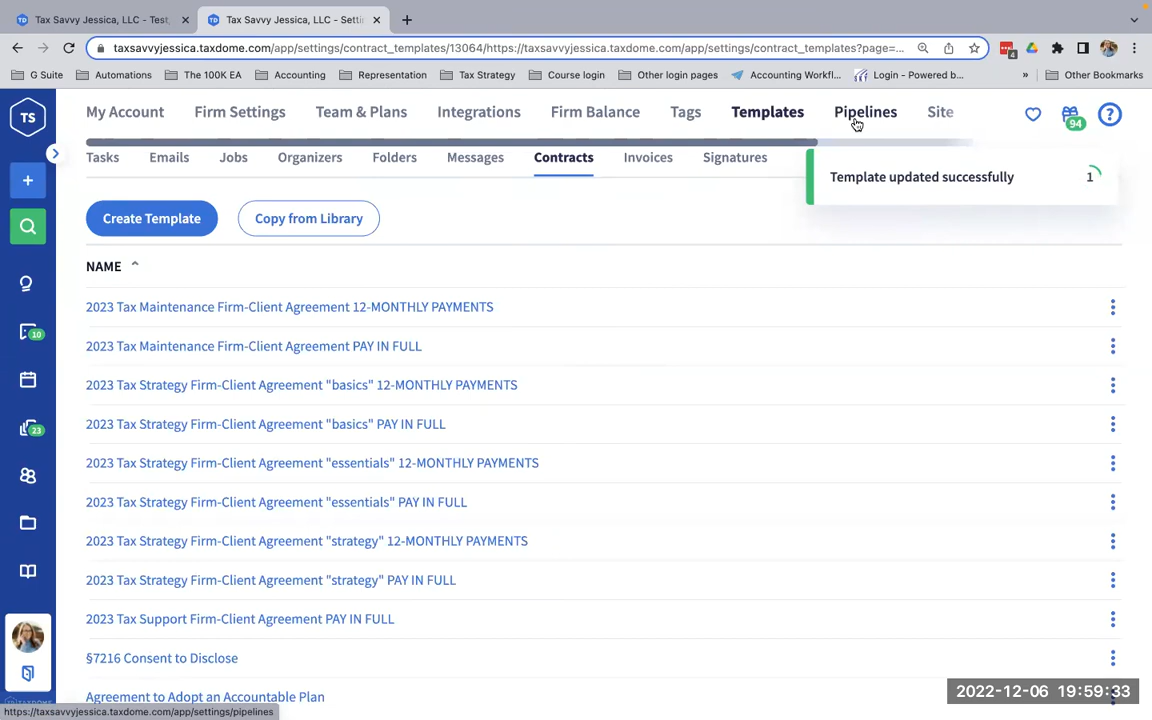 Tax Savvy Jessica, LLC - Test
Tax Savvy Jessica, LLC - Setti
taxsavvyjessica.taxdome.com/app/settings/contract_templates/13064/https://taxsavvyjessica.taxdome.com/app/settings/contract_templates?page=...
4
G Suite
Automations
The 100K EA
Accounting
Representation
Tax Strategy
Course login
Other login pages
Accounting Workfl...
Login - Powered b...
»
Other Bookmarks
TS
My Account
Firm Settings
Team & Plans
Integrations
Firm Balance
Tags
Templates
Pipelines
Site
94
?
Tasks
Emails
Jobs
Organizers
Folders
Messages
Contracts
Invoices
Signatures
Template updated successfully
1
Create Template
Copy from Library
NAME
2023 Tax Maintenance Firm-Client Agreement 12-MONTHLY PAYMENTS
2023 Tax Maintenance Firm-Client Agreement PAY IN FULL
10
2023 Tax Strategy Firm-Client Agreement "basics" 12-MONTHLY PAYMENTS
2023 Tax Strategy Firm-Client Agreement "basics" PAY IN FULL
23
2023 Tax Strategy Firm-Client Agreement "essentials" 12-MONTHLY PAYMENTS
2023 Tax Strategy Firm-Client Agreement "essentials" PAY IN FULL
2023 Tax Strategy Firm-Client Agreement "strategy" 12-MONTHLY PAYMENTS
2023 Tax Strategy Firm-Client Agreement "strategy" PAY IN FULL
2023 Tax Support Firm-Client Agreement PAY IN FULL
§7216 Consent to Disclose
Agreement to Adopt an Accountable Plan
2022-12-06 19:59:33
https://taxsavvyjessica.taxdome.com/app/settings/pipelines